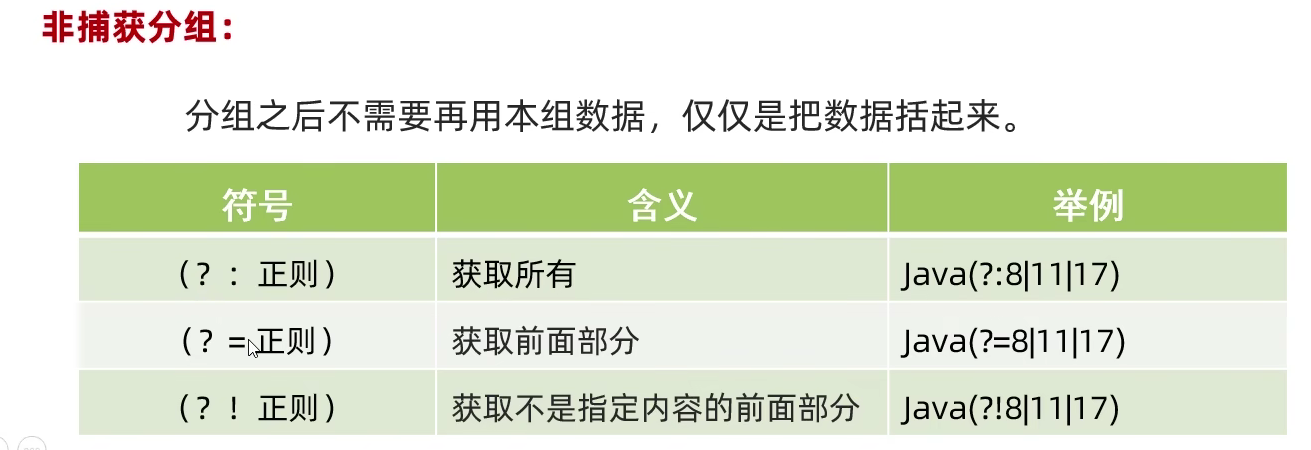 非捕获分组：
分组之后不需要再用本组数据，仅仅是把数据括起来。
符号 含义 举例
（？：正则） 获取所有 Java(?:8|11|17)
（？=正则） 获取前面部分 Java(?=8|11|17)
（？！正则） 获取不是指定内容的前面部分 Java(?!8|11|17)